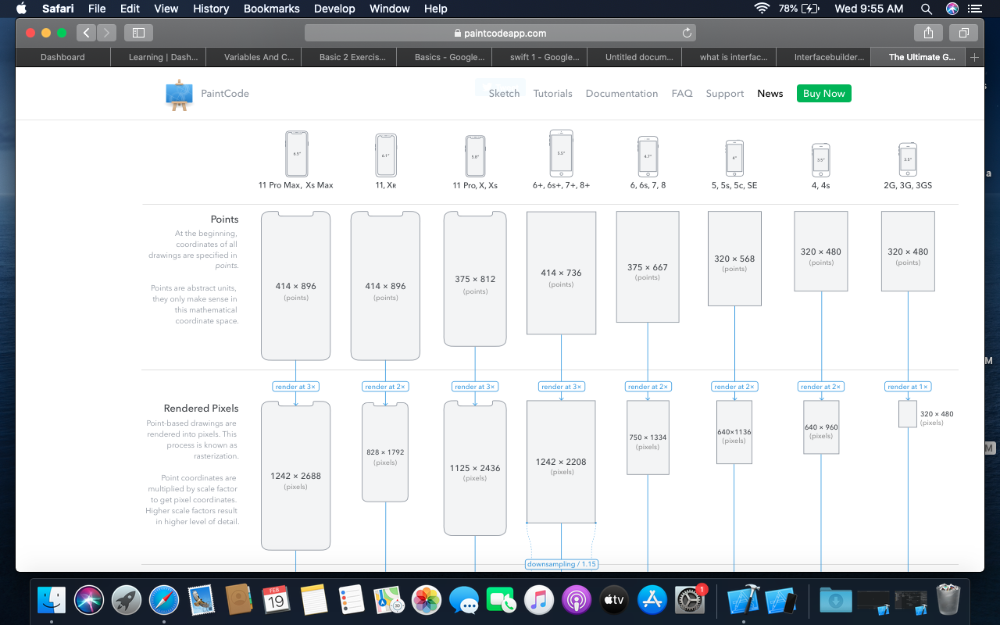 Safari File Edit View History Bookmarks Develop Window Help 78% Wed 9:55 AM
paintcodeapp.com
Dashboard Learning | Dash... Variables And C... Basic 2 Exercis... Basics - Google... swift 1 - Google... Untitled docum... what is interfac... Interfacebuilder... The Ultimate G...
PaintCode Sketch Tutorials Documentation FAQ Support News Buy Now
6.5" 6.1" 5.8" 5.5" 4.7" 4" 3.5" 3.5"
11 Pro Max, Xs Max 11, XR 11 Pro, X, Xs 6+, 6s+, 7+, 8+ 6, 6s, 7, 8 5, 5s, 5c, SE 4, 4s 2G, 3G, 3GS
Points
At the beginning,
coordinates of all
drawings are specified in
points.
Points are abstract units,
they only make sense in
this mathematical
coordinate space.
414 × 896
(points)
414 × 896
(points)
375 × 812
(points)
414 × 736
(points)
375 × 667
(points)
320 × 568
(points)
320 × 480
(points)
320 × 480
(points)
render at 3× render at 2× render at 3× render at 3× render at 2× render at 2× render at 2× render at 1×
Rendered Pixels
Point-based drawings are
rendered into pixels. This
process is known as
rasterization.
Point coordinates are
multiplied by scale factor
to get pixel coordinates.
Higher scale factors result
in higher level of detail.
1242 × 2688
(pixels)
828 × 1792
(pixels)
1125 × 2436
(pixels)
1242 × 2208
(pixels)
750 × 1334
(pixels)
640×1136
(pixels)
640 × 960
(pixels)
320 × 480
(pixels)
downsampling / 1.15
a
M
M
FEB
19
tv
1